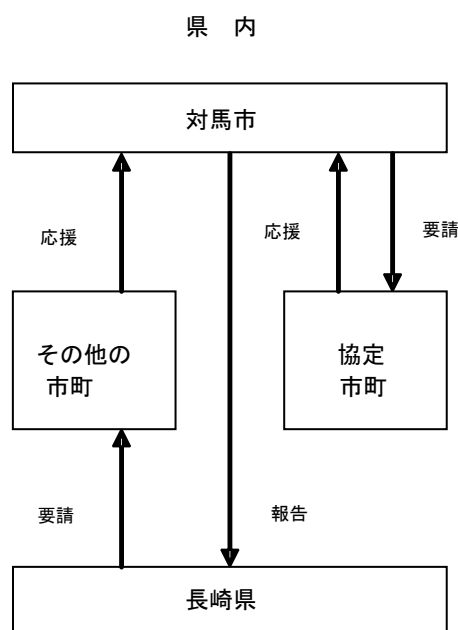 県　内
対馬市
応援
応援
要請
その他の
市町
協定
市町
要請
報告
長崎県